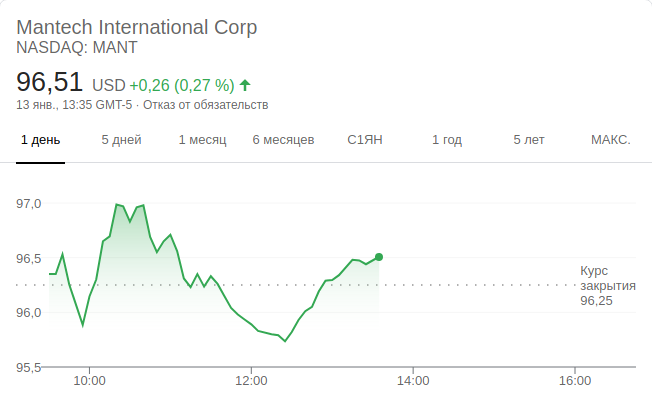 Mantech International Corp
NASDAQ: MANT
96,51 USD +0,26 (0,27 %)
13 янв., 13:35 GMT-5 · Отказ от обязательств
1 день 5 дней 1 месяц 6 месяцев С1ЯН 1 год 5 лет МАКС.
97,0
96,5
Курс
закрытия
96,25
96,0
95,5
10:00 12:00 14:00 16:00